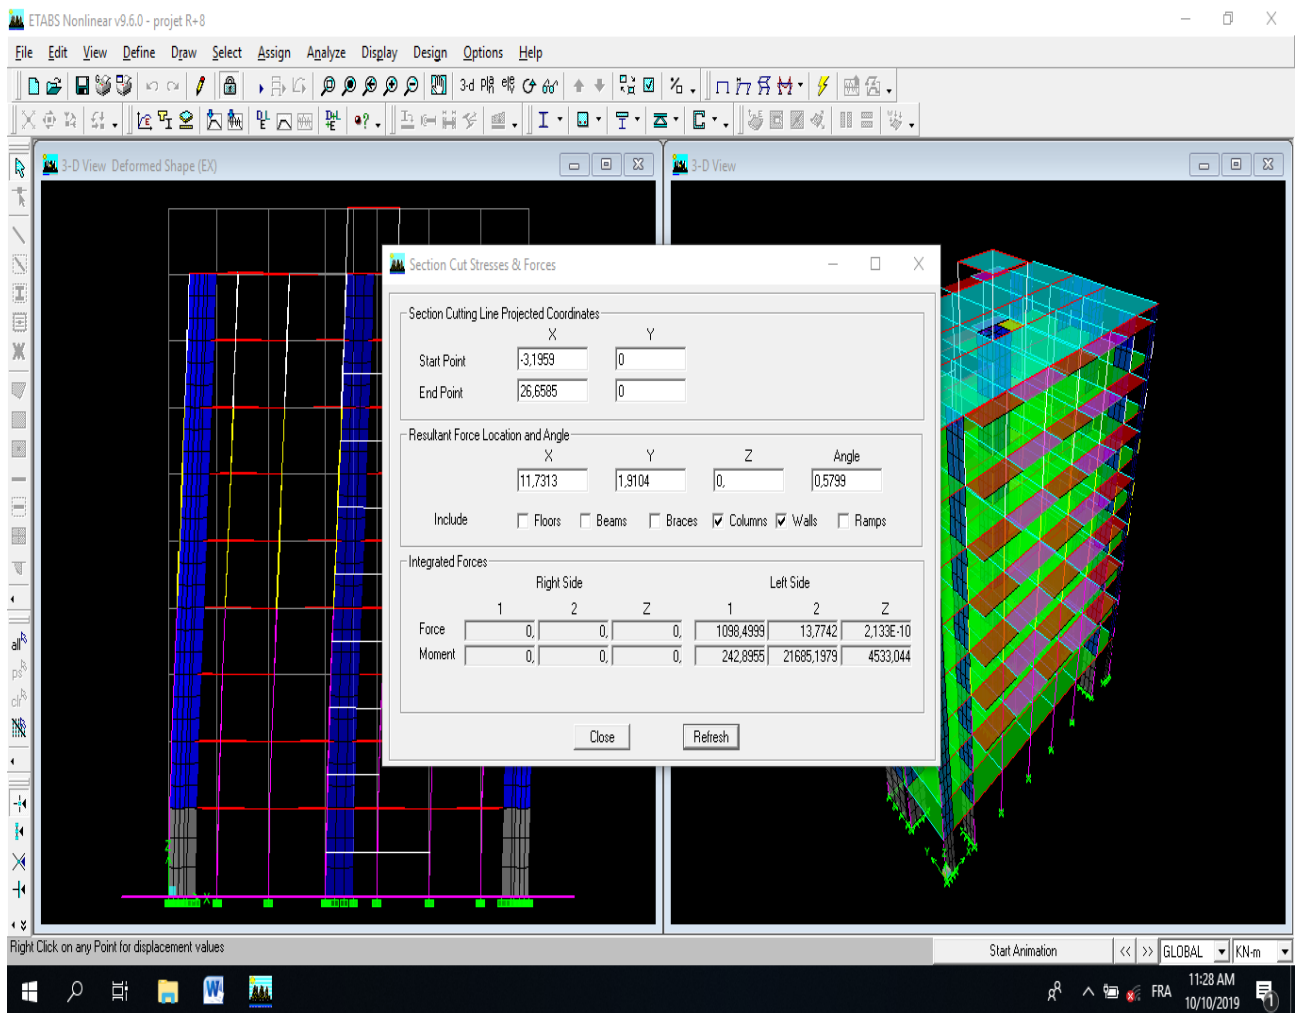 ETABS Nonlinear v9.6.0 - projet R+8
File Edit View Define Draw Select Assign Analyze Display Design Options Help
3-d
3-D View Deformed Shape (EX)
3-D View
Section Cut Stresses & Forces
Section Cutting Line Projected Coordinates
X Y
Start Point -3,1959 0
End Point 26,6585 0
Resultant Force Location and Angle
X Y Z Angle
11,7313 1,9104 0, 0,5799
Include Floors Beams Braces Columns Walls Ramps
Integrated Forces
Right Side Left Side
1 2 Z 1 2 Z
Force 0, 0, 0, 1098,4999 13,7742 2,133E-10
Moment 0, 0, 0, 242,8955 21685,1979 4533,044
Close Refresh
all
ps
clr
Z
X
Y
Z
Right Click on any Point for displacement values
Start Animation << >> GLOBAL KN-m
FRA
11:28 AM
10/10/2019
1